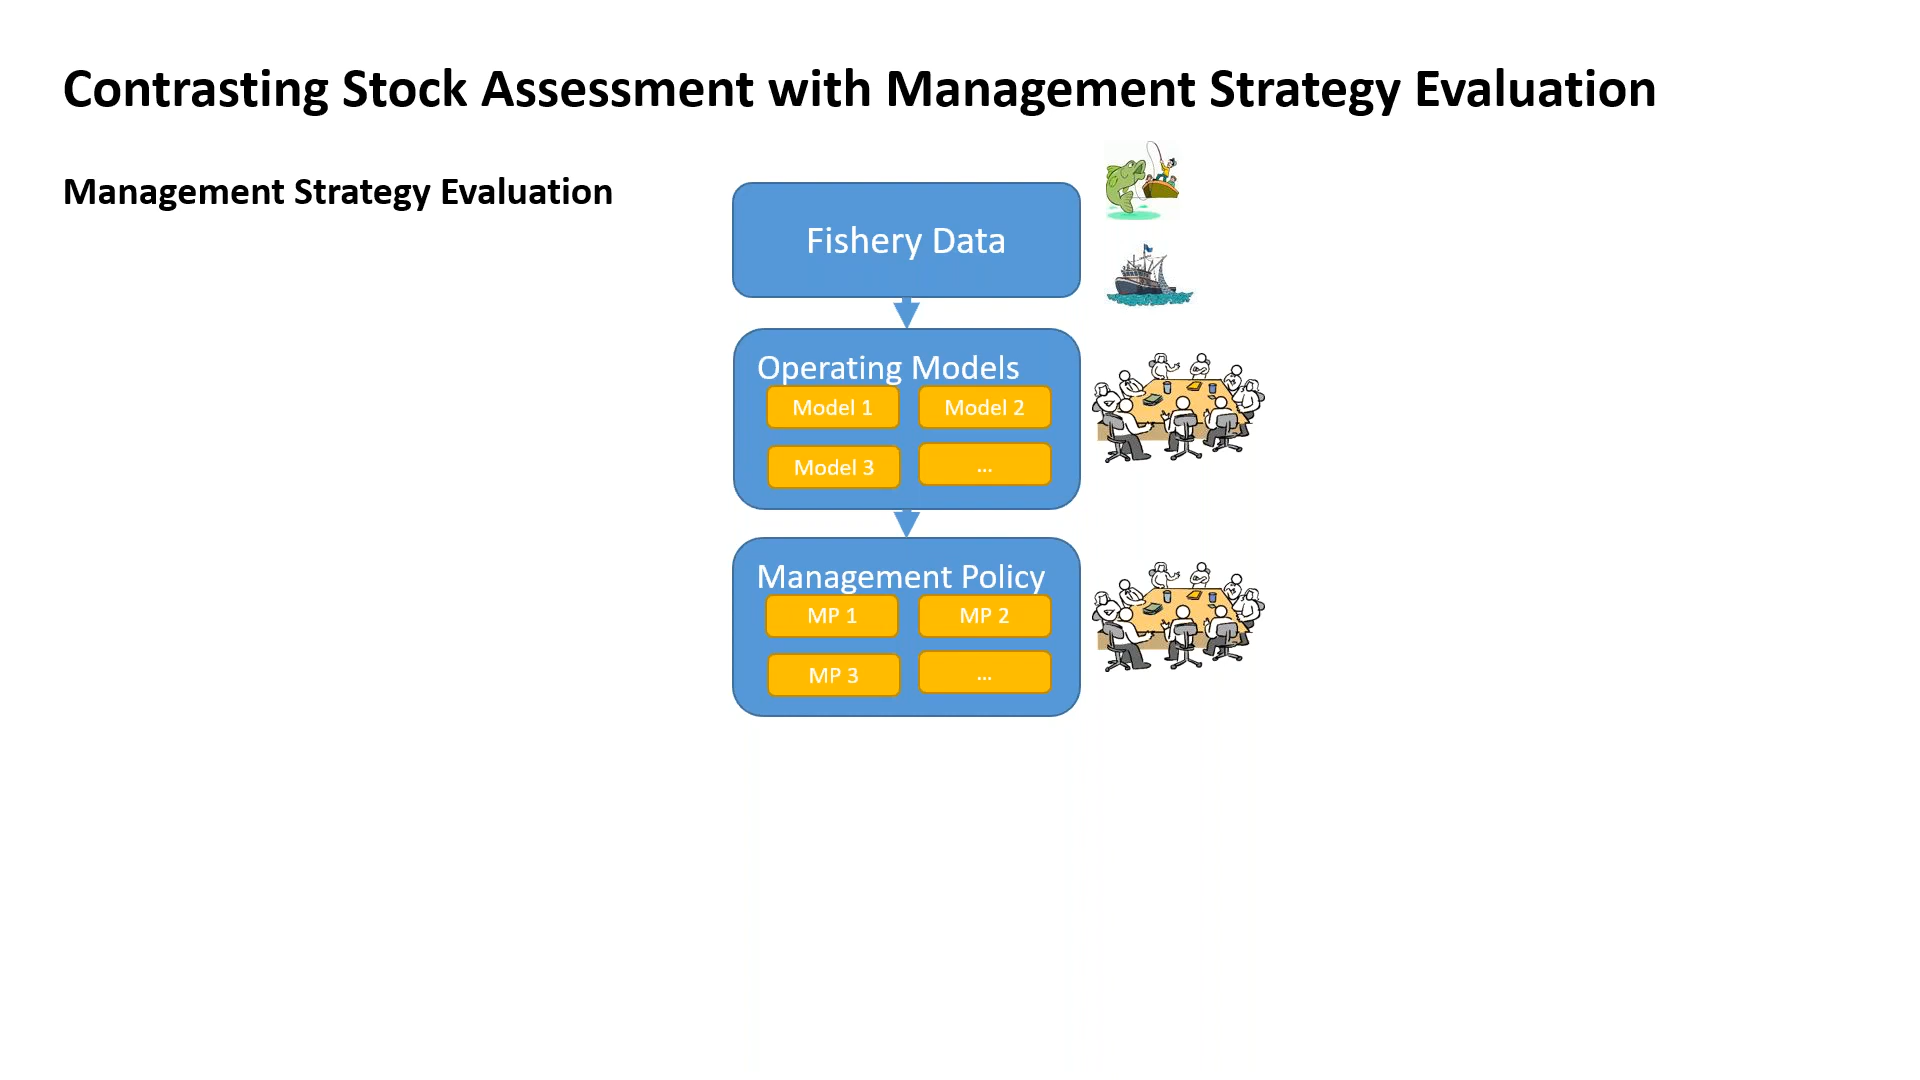 Contrasting Stock Assessment with Management Strategy Evaluation
Management Strategy Evaluation
Fishery Data
Operating Models
Model 1
Model 2
Model 3
...
Management Policy
MP 1
MP 2
MP 3
...